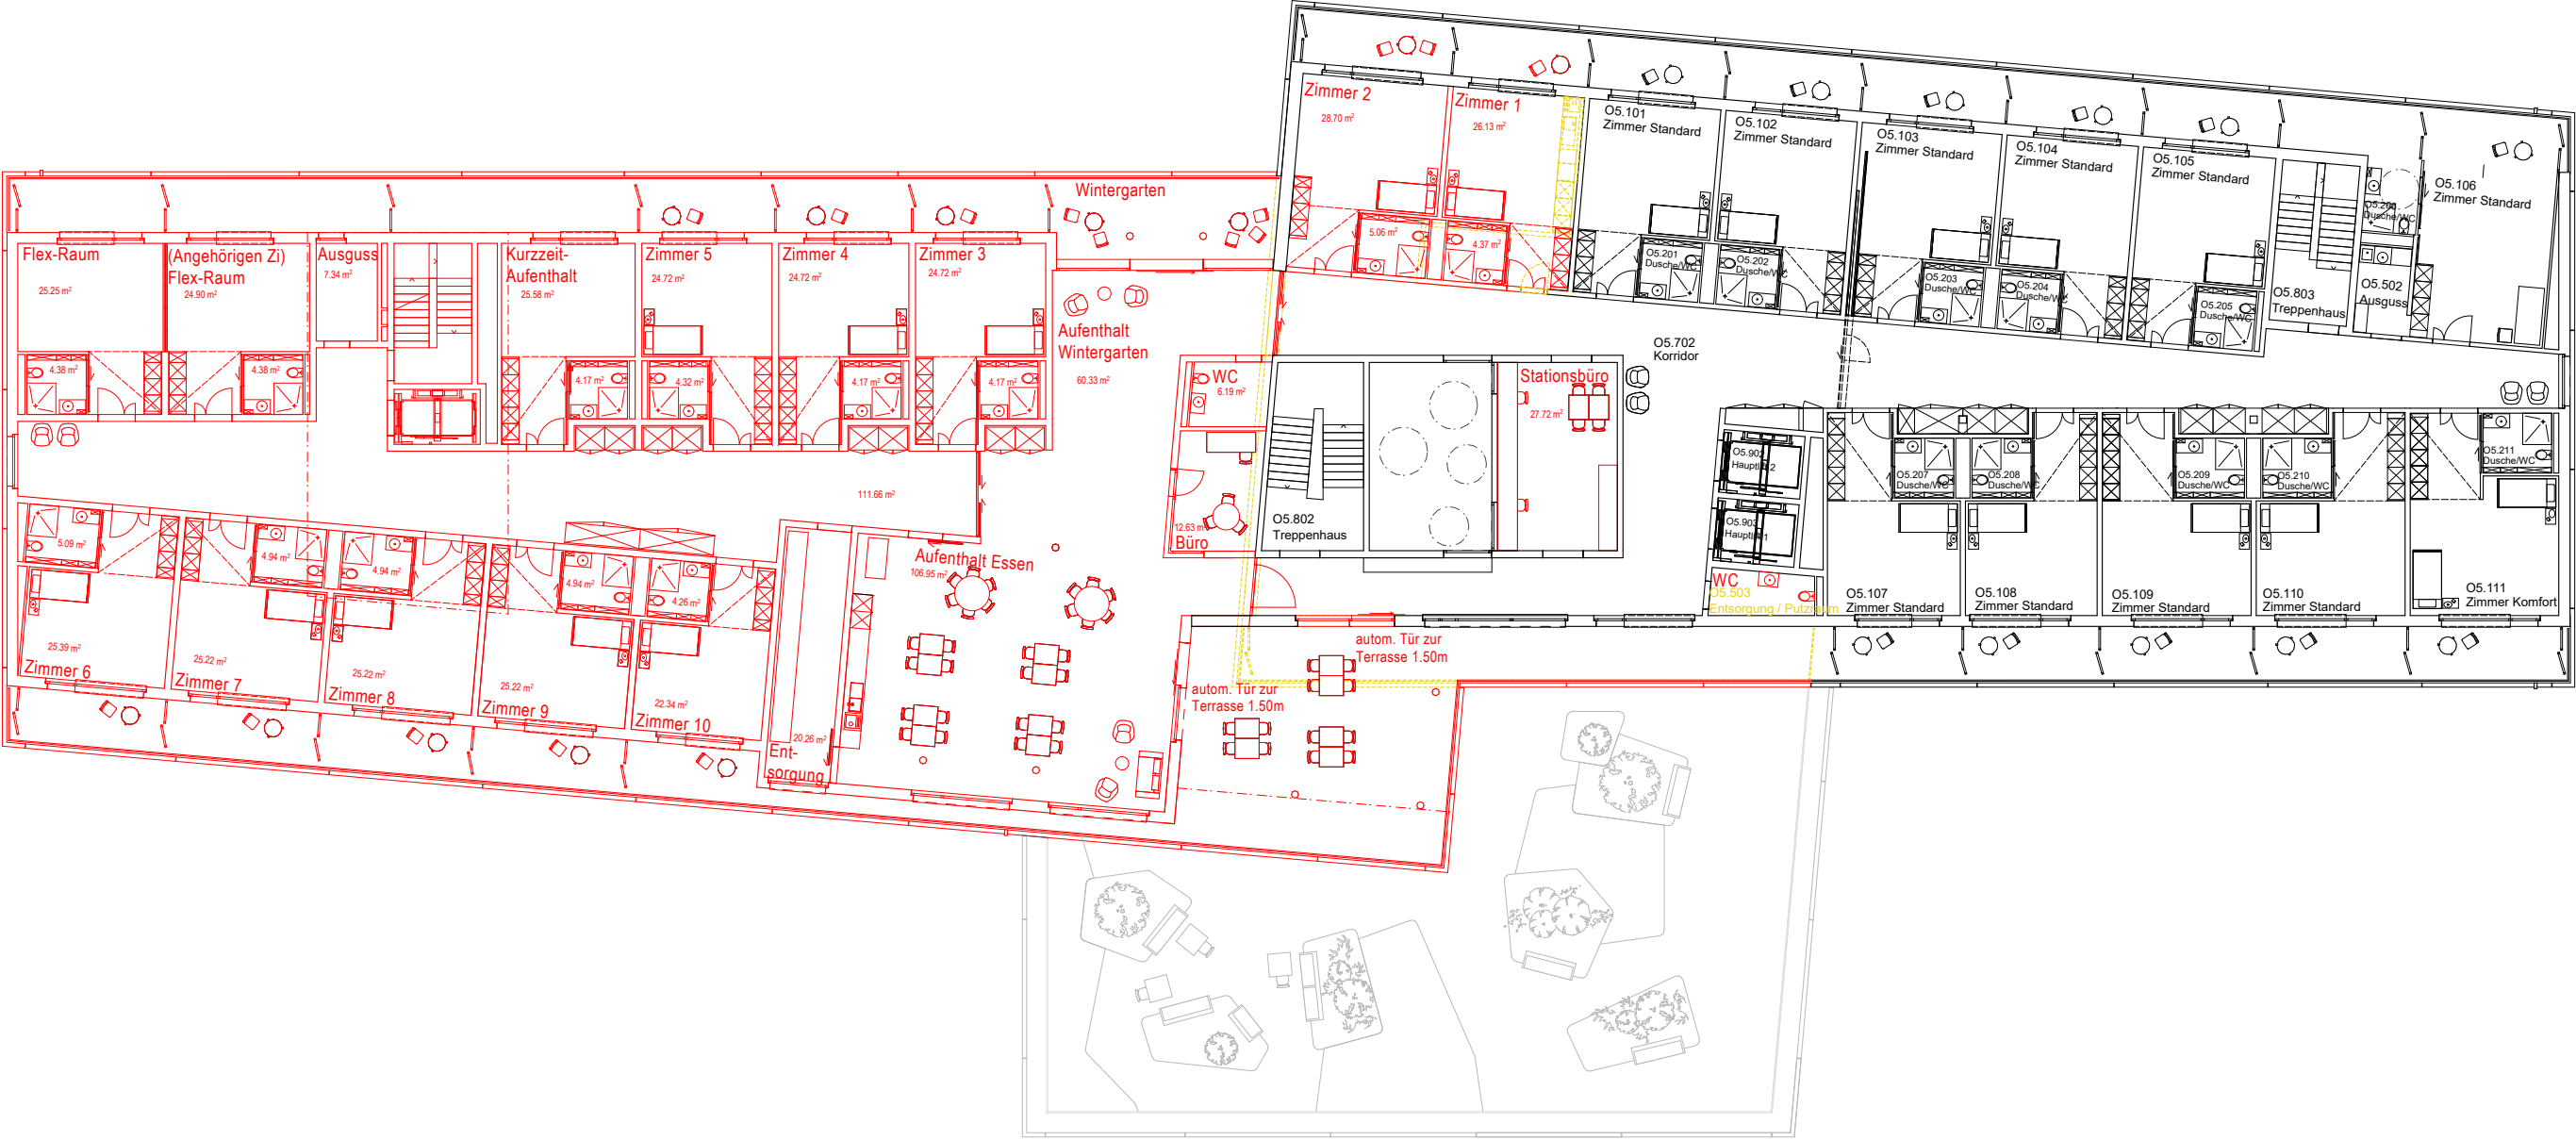 Zimmer 2
28.70 m²
Zimmer 1
26.13 m²
5.06 m²
4.37 m²
O5.101
Zimmer Standard
O5.102
Zimmer Standard
O5.103
Zimmer Standard
O5.104
Zimmer Standard
O5.105
Zimmer Standard
O5.106
Zimmer Standard
O5.201
Dusche/WC
O5.202
Dusche/WC
O5.203
Dusche/WC
O5.204
Dusche/WC
O5.205
Dusche/WC
Dusche/WC
O5.803
Treppenhaus
O5.502
Ausguss
Wintergarten
Flex-Raum
25.25 m²
(Angehörigen Zi)
Flex-Raum
24.90 m²
Ausguss
7.34 m²
Kurzzeit-
Aufenthalt
25.58 m²
Zimmer 5
24.72 m²
Zimmer 4
24.72 m²
Zimmer 3
24.72 m²
Aufenthalt
Wintergarten
60.33 m²
4.38 m²
4.38 m²
4.17 m²
4.32 m²
4.17 m²
4.17 m²
WC
6.19 m²
O5.702
Korridor
Stationsbüro
27.72 m²
111.66 m²
12.63 m
Büro
O5.802
Treppenhaus
O5.902
Hauptlift2
O5.903
Hauptlift1
WC
O5.503
Entsorgung / Putzraum
O5.207
Dusche/WC
O5.208
Dusche/WC
O5.209
Dusche/WC
O5.210
Dusche/WC
O5.211
Dusche/WC
O5.107
Zimmer Standard
O5.108
Zimmer Standard
O5.109
Zimmer Standard
O5.110
Zimmer Standard
O5.111
Zimmer Komfort
5.09 m²
4.94 m²
4.94 m²
4.94 m²
4.26 m²
Aufenthalt Essen
106.95 m²
25.39 m²
Zimmer 6
25.22 m²
Zimmer 7
25.22 m²
Zimmer 8
25.22 m²
Zimmer 9
22.34 m²
Zimmer 10
20.26 m²
Ent-
sorgung
autom. Tür zur
Terrasse 1.50m
autom. Tür zur
Terrasse 1.50m